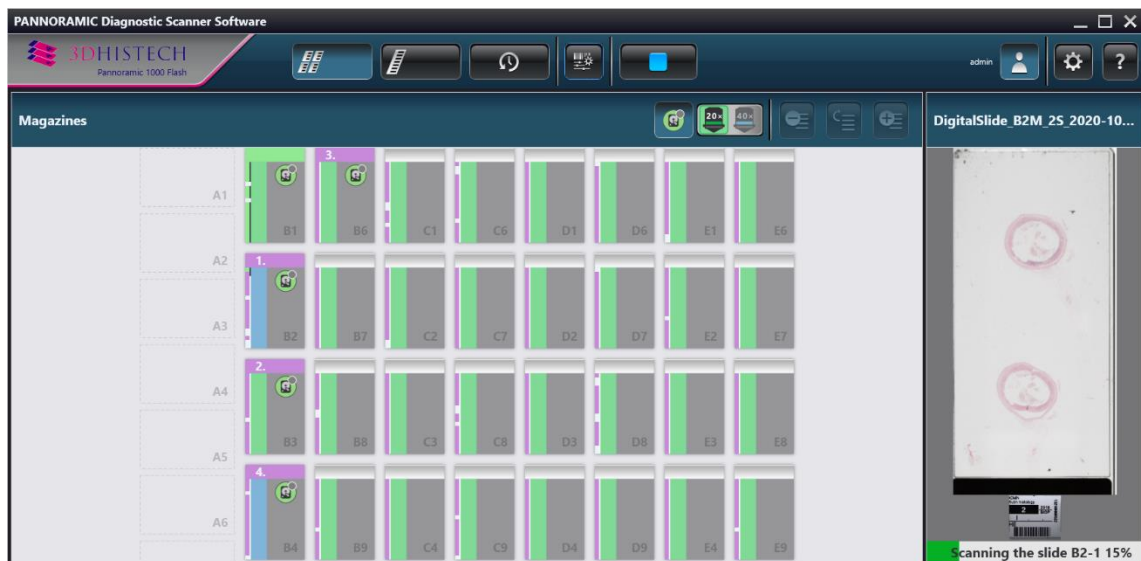 PANNORAMIC Diagnostic Scanner Software
3DHISTECH
Pannoramic 1000 Flash
admin
?
Magazines
20×
40×
DigitalSlide_B2M_2S_2020-10...
3.
A1
B1
B6
C1
C6
D1
D6
E1
E6
A2
1.
A3
B2
B7
C2
C7
D2
D7
E2
E7
2.
A4
B3
B8
C3
C8
D3
D8
E3
E8
A5
4.
A6
B4
B9
C4
C9
D4
D9
E4
E9
2
Scanning the slide B2-1 15%